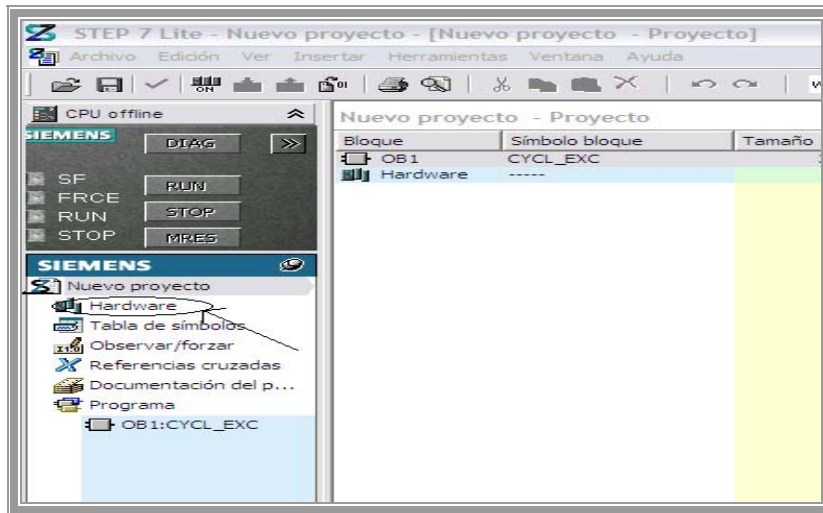 STEP 7 Lite - Nuevo proyecto - [Nuevo proyecto - Proyecto]
Archivo Edición Ver Insertar Herramientas Ventana Ayuda
ON
CPU offline
Nuevo proyecto - Proyecto
SIEMENS
DIAG
Bloque Símbolo bloque Tamaño
OB1 CYCL_EXC
Hardware -----
SF
FRCE
RUN
STOP
RUN
STOP
MRES
SIEMENS
Nuevo proyecto
Hardware
Tabla de símbolos
Observar/forzar
Referencias cruzadas
Documentación del p...
Programa
OB1:CYCL_EXC